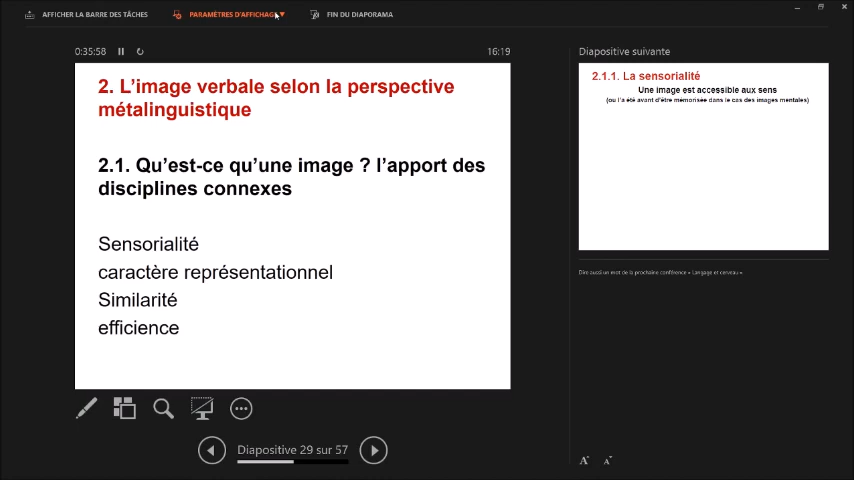 AFFICHER LA BARRE DES TÂCHES
PARAMÈTRES D'AFFICHAGE
FIN DU DIAPORAMA
0:35:58
16:19
2. L'image verbale selon la perspective
métalinguistique
2.1. Qu'est-ce qu'une image ? l'apport des
disciplines connexes
Sensorialité
caractère représentationnel
Similarité
efficience
Diapositive 29 sur 57
Diapositive suivante
2.1.1. La sensorialité
Une image est accessible aux sens
(ou l'a été avant d'être mémorisée dans le cas des images mentales)
Dire aussi un mot de la prochaine conférence « Langage et cerveau »
A A